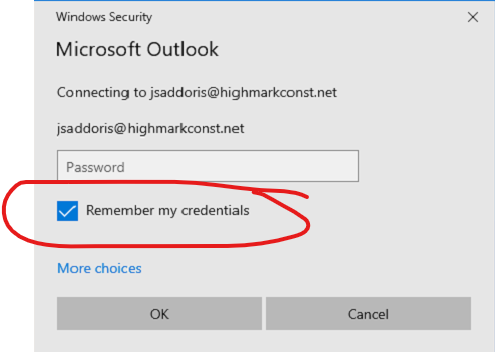 Windows Security
Microsoft Outlook
Connecting to jsaddoris@highmarkconst.net
jsaddoris@highmarkconst.net
Password
Remember my credentials
More choices
OK
Cancel